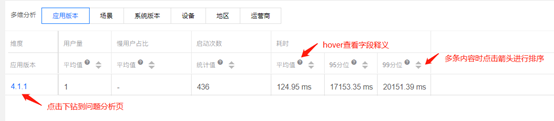 多维分析 应用版本 场景 系统版本 设备 地区 运营商
hover查看字段释义
多条内容时点击箭头进行排序
维度 用户量 慢用户占比 启动次数 耗时
应用版本 平均值 平均值 统计值 平均值 95分位 99分位
4.1.1 1 - 436 124.95 ms 17153.35 ms 20151.39 ms
点击下钻到问题分析页